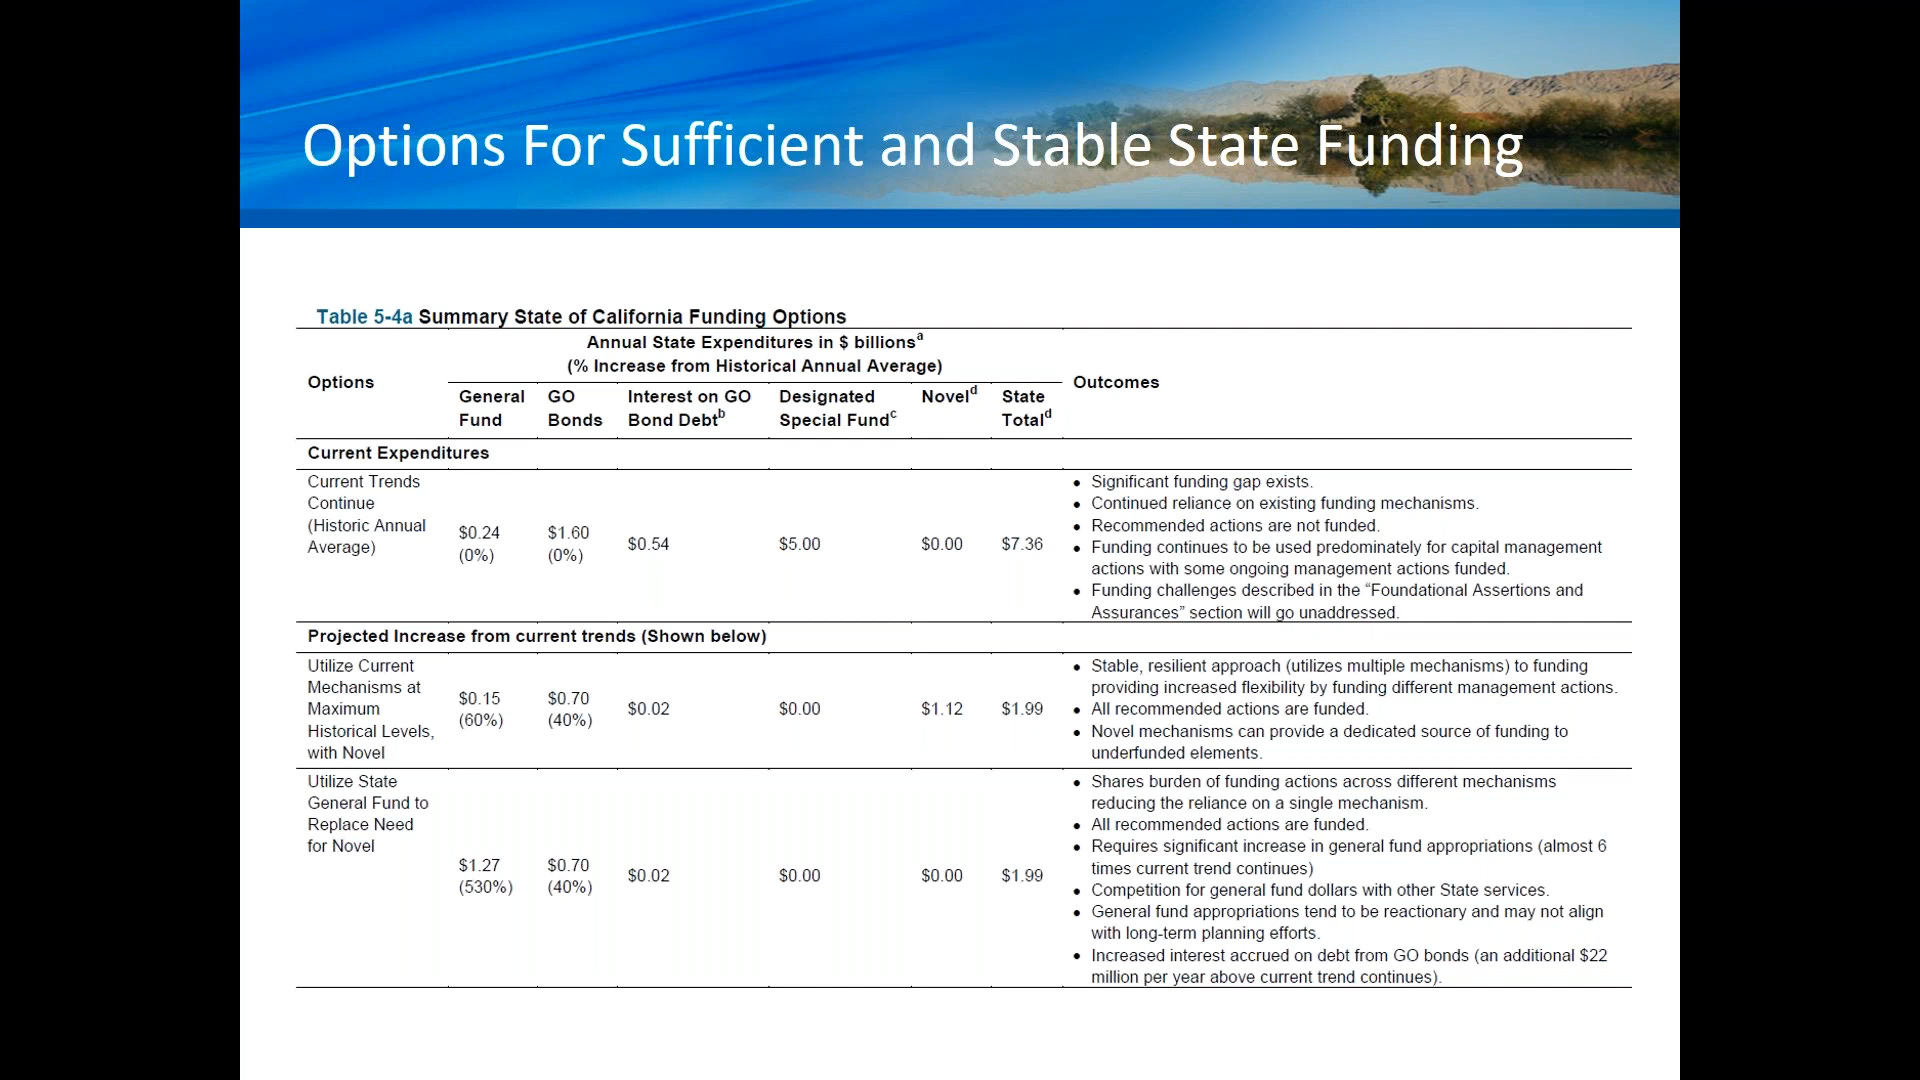 Options For Sufficient and Stable State Funding
Table 5-4a Summary State of California Funding Options
Options
Annual State Expenditures in $ billionsa
(% Increase from Historical Annual Average)
General
Fund
GO
Bonds
Interest on GO
Bond Debtb
Designated
Special Fundc
Noveld
State
Totald
Outcomes
Current Expenditures
Current Trends
Continue
(Historic Annual
Average)
$0.24
(0%)
$1.60
(0%)
$0.54
$5.00
$0.00
$7.36
• Significant funding gap exists.
• Continued reliance on existing funding mechanisms.
• Recommended actions are not funded.
• Funding continues to be used predominately for capital management
actions with some ongoing management actions funded.
• Funding challenges described in the “Foundational Assertions and
Assurances” section will go unaddressed.
Projected Increase from current trends (Shown below)
Utilize Current
Mechanisms at
Maximum
Historical Levels,
with Novel
$0.15
(60%)
$0.70
(40%)
$0.02
$0.00
$1.12
$1.99
• Stable, resilient approach (utilizes multiple mechanisms) to funding
providing increased flexibility by funding different management actions.
• All recommended actions are funded.
• Novel mechanisms can provide a dedicated source of funding to
underfunded elements.
Utilize State
General Fund to
Replace Need
for Novel
$1.27
(530%)
$0.70
(40%)
$0.02
$0.00
$0.00
$1.99
• Shares burden of funding actions across different mechanisms
reducing the reliance on a single mechanism.
• All recommended actions are funded.
• Requires significant increase in general fund appropriations (almost 6
times current trend continues)
• Competition for general fund dollars with other State services.
• General fund appropriations tend to be reactionary and may not align
with long-term planning efforts.
• Increased interest accrued on debt from GO bonds (an additional $22
million per year above current trend continues).